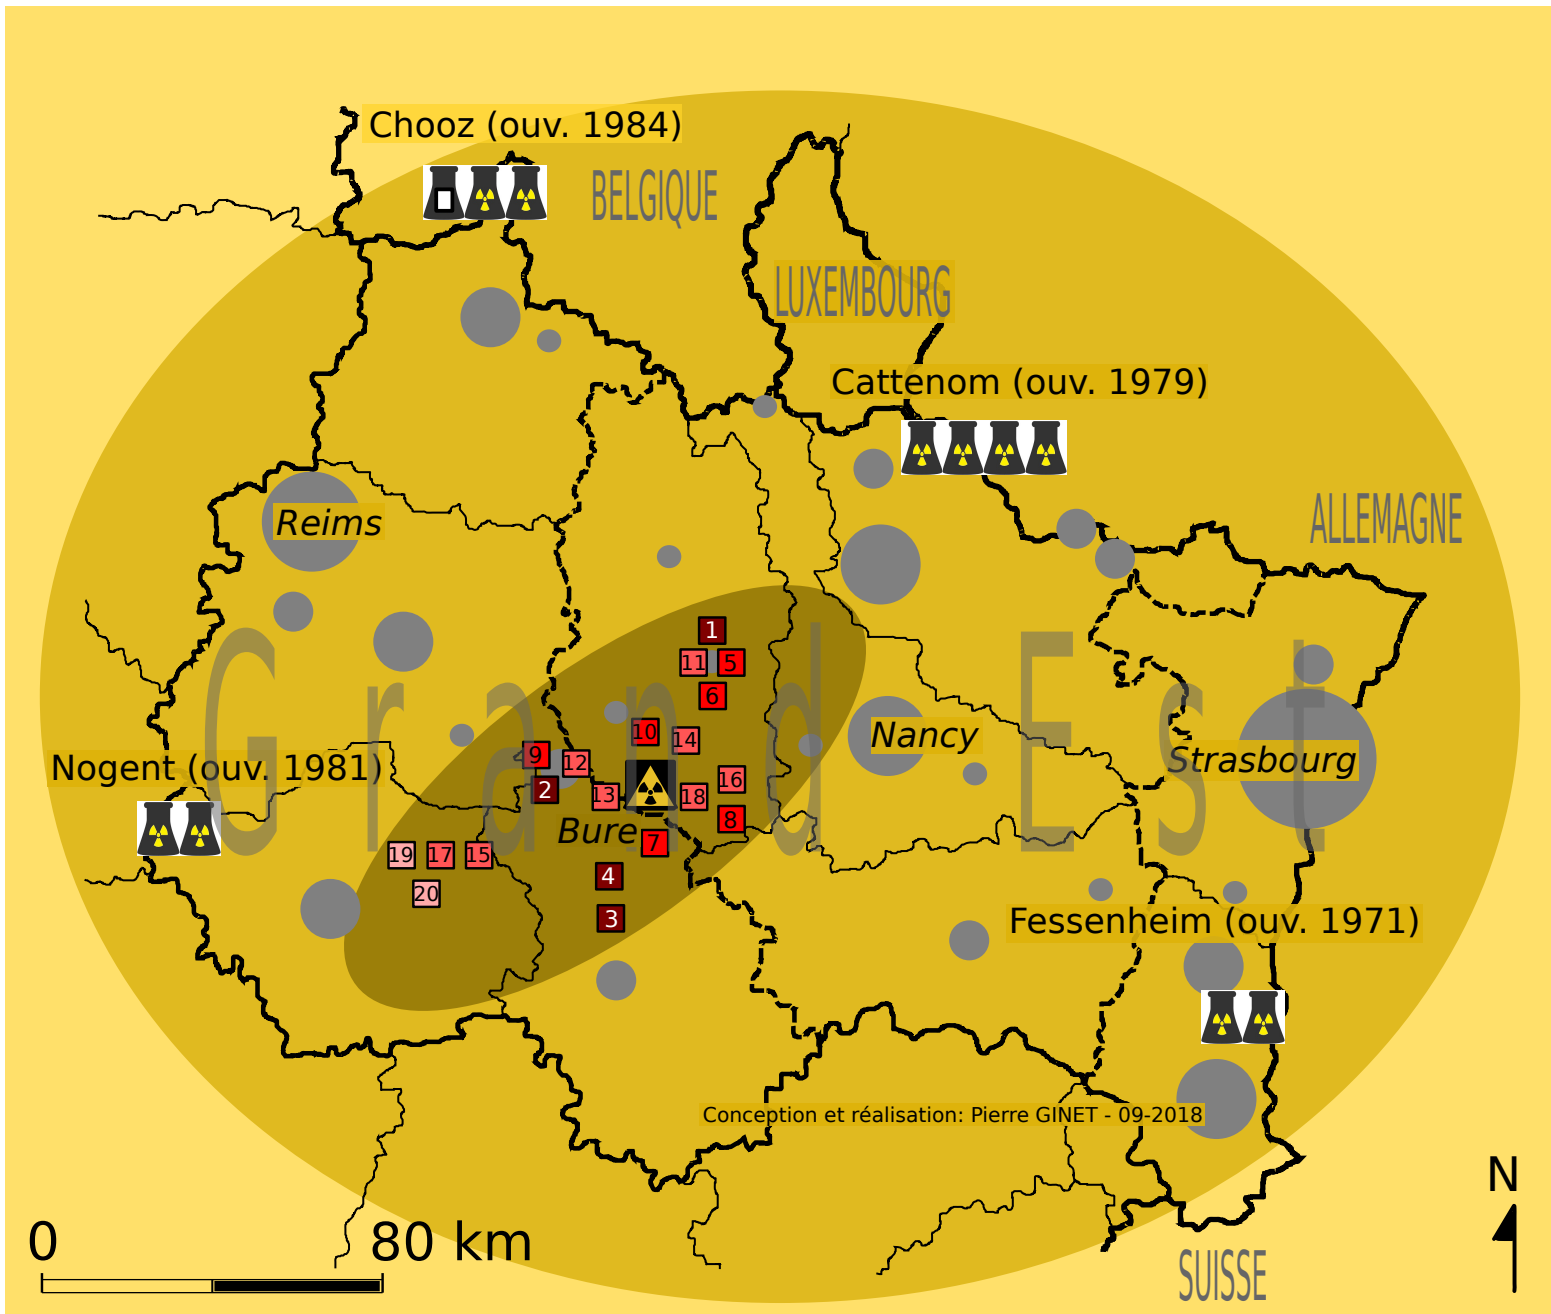 Chooz (ouv. 1984)
BELGIQUE
LUXEMBOURG
Cattenom (ouv. 1979)
ALLEMAGNE
Reims
Grand Est
1
11
5
6
10
14
Nancy
9
12
Strasbourg
Nogent (ouv. 1981)
2
13
18
16
8
Bure
7
19
17
15
4
20
3
Fessenheim (ouv. 1971)
Conception et réalisation: Pierre GINET - 09-2018
N
0
80 km
SUISSE